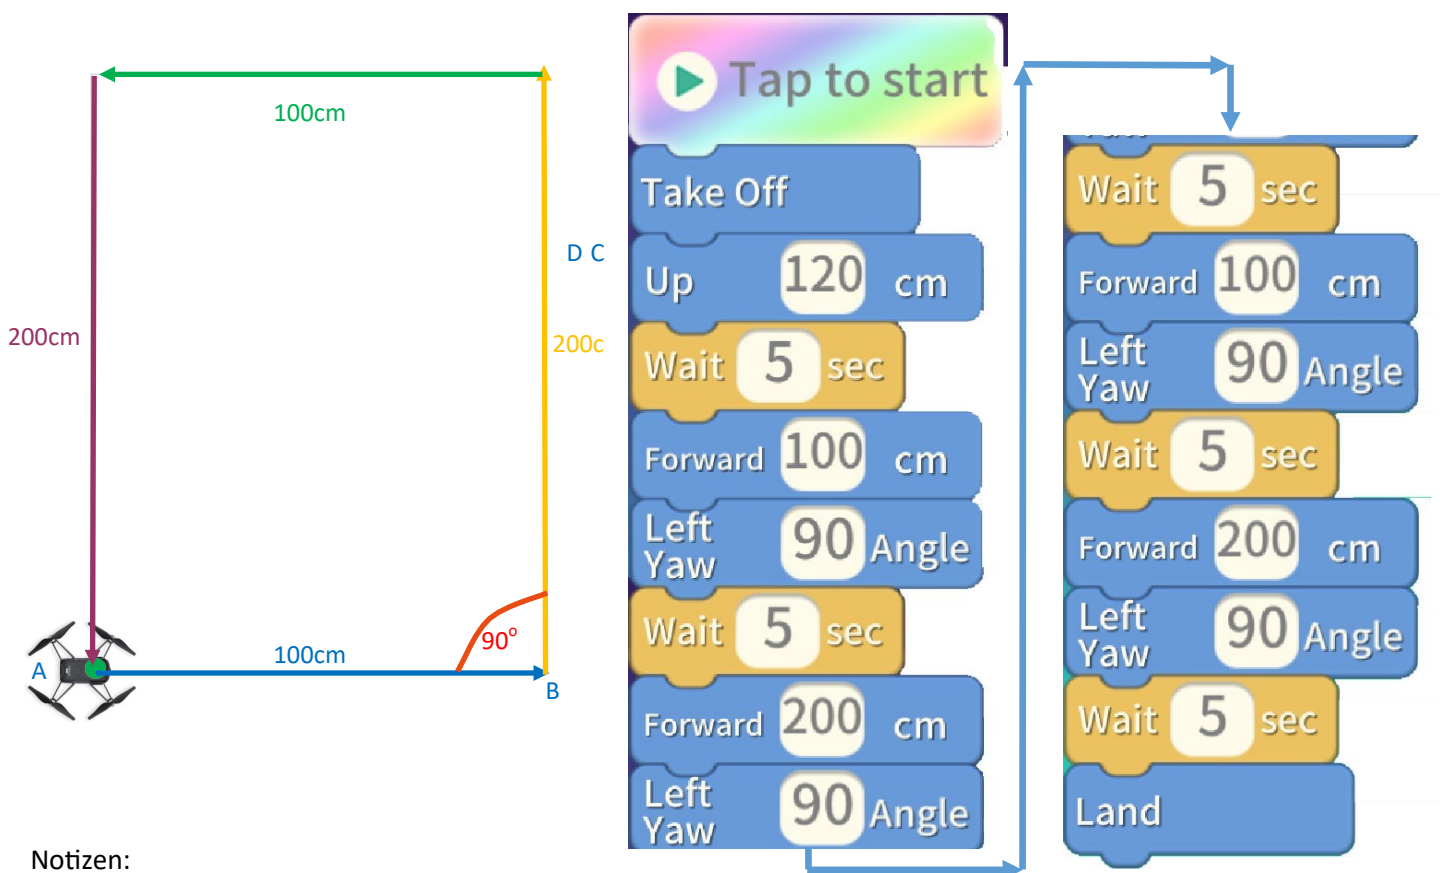 100cm
D C
200cm
200c
90°
100cm
A
B
Notizen:
Tap to start
Take Off
Up 120 cm
Wait 5 sec
Forward 100 cm
Left Yaw 90 Angle
Wait 5 sec
Forward 200 cm
Left Yaw 90 Angle
Wait 5 sec
Forward 100 cm
Left Yaw 90 Angle
Wait 5 sec
Forward 200 cm
Left Yaw 90 Angle
Wait 5 sec
Land